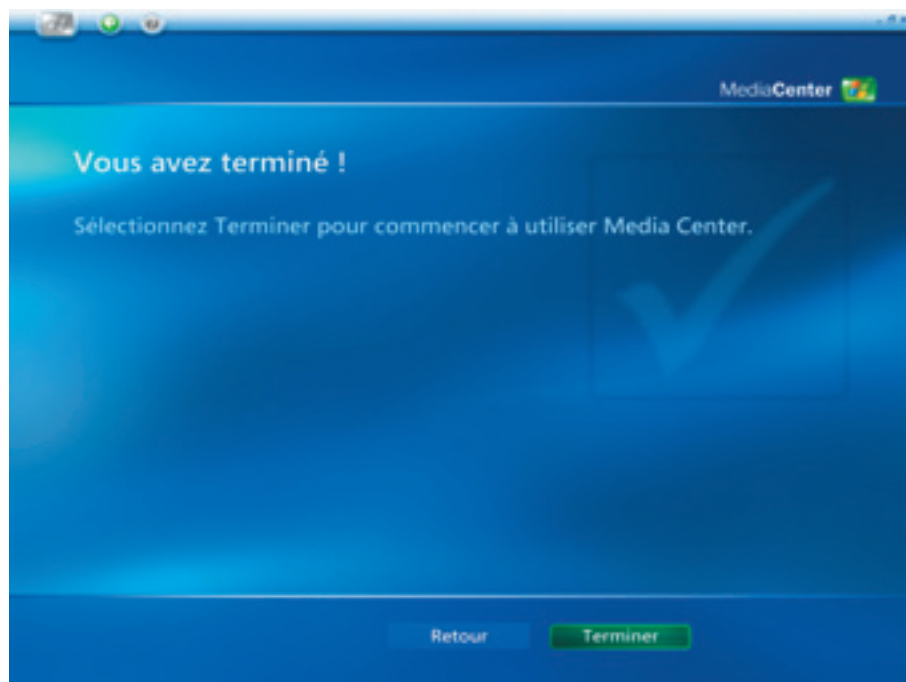 MediaCenter
Vous avez terminé !
Sélectionnez Terminer pour commencer à utiliser Media Center.
Retour Terminer